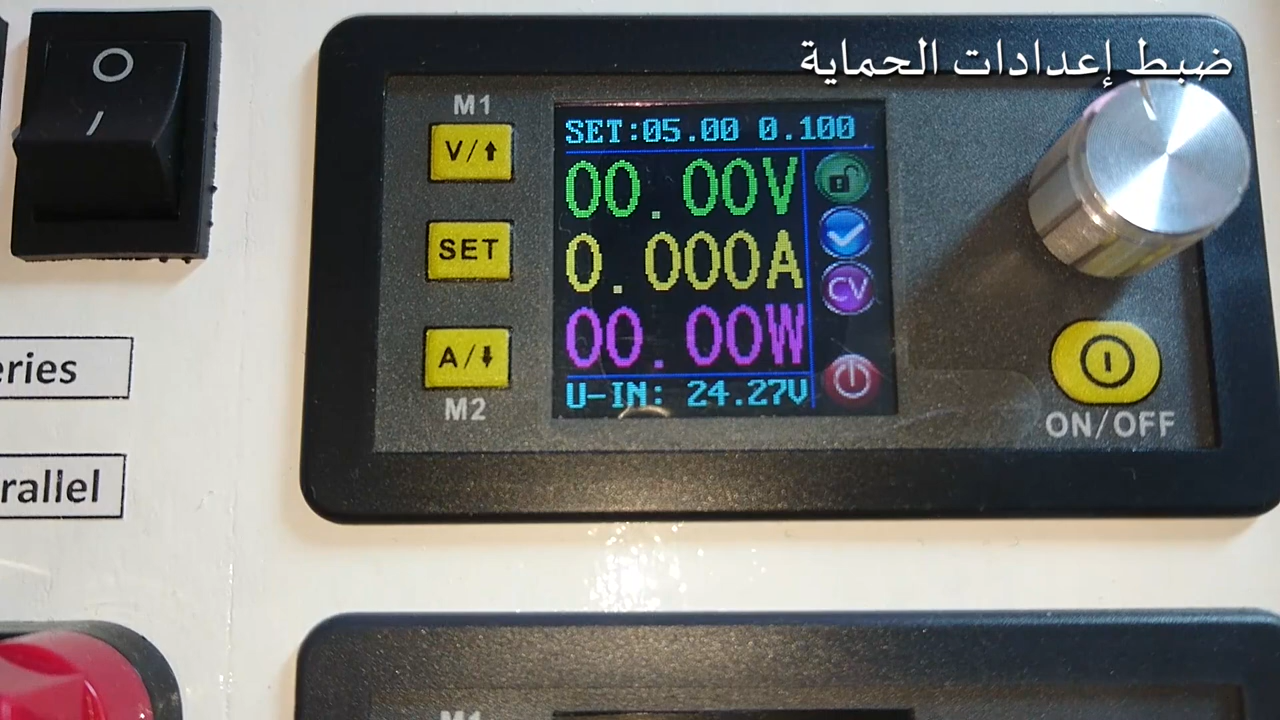 ضبط إعدادات الحماية
M1
V/⬆
SET
A/⬇
M2
SET:05.00 0.100
00.00V
0.000A
00.00W
U-IN: 24.27V
CV
ON/OFF
eries
rallel
M1